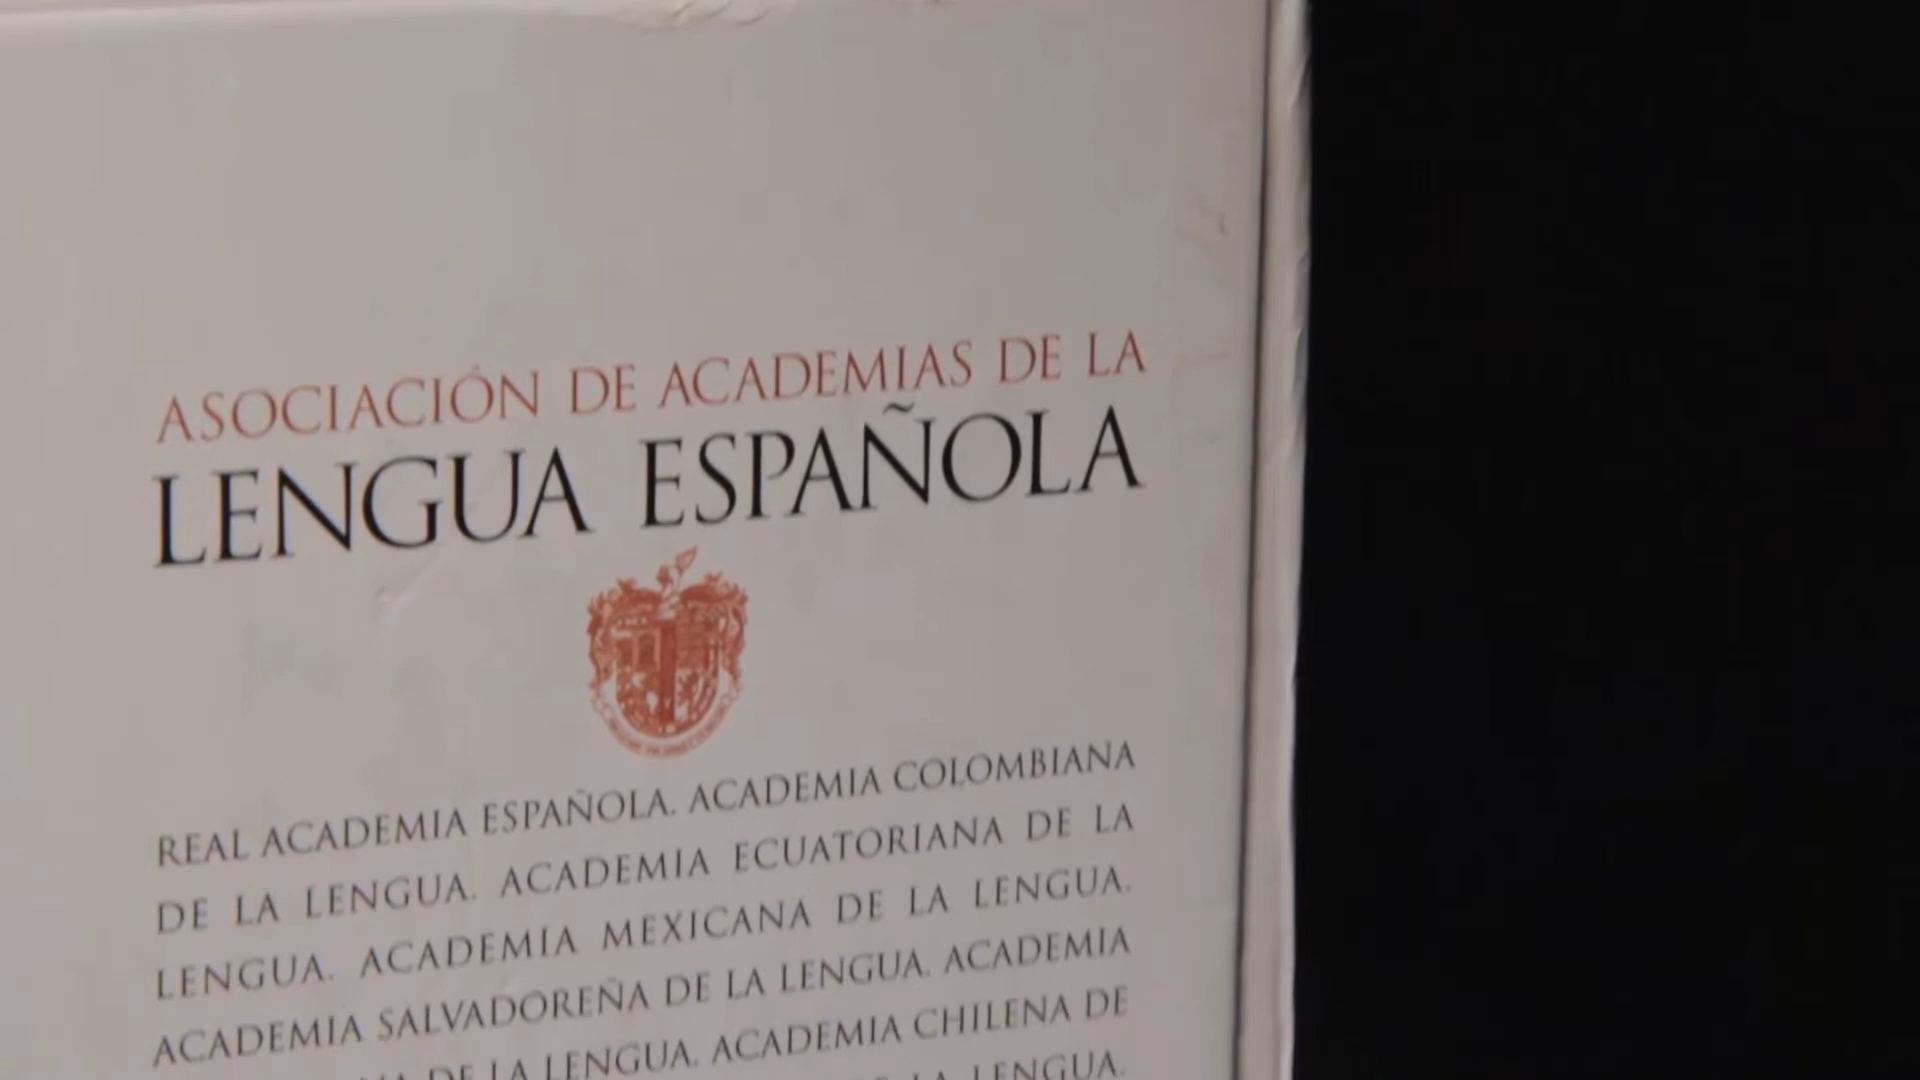 ASOCIACIÓN DE ACADEMIAS DE LA
LENGUA ESPAÑOLA
REAL ACADEMIA ESPAÑOLA. ACADEMIA COLOMBIANA
DE LA LENGUA. ACADEMIA ECUATORIANA DE LA
LENGUA. ACADEMIA MEXICANA DE LA LENGUA.
ACADEMIA SALVADOREÑA DE LA LENGUA. ACADEMIA
DE LA LENGUA. ACADEMIA CHILENA DE
LENGUA.